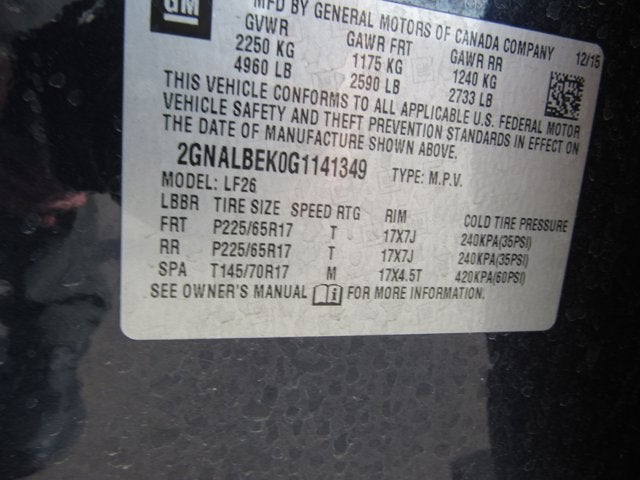 GM
MFD BY GENERAL MOTORS OF CANADA COMPANY
GVWR GAWR FRT GAWR RR 12/15
2250 KG 1175 KG 1240 KG
4960 LB 2590 LB 2733 LB
THIS VEHICLE CONFORMS TO ALL APPLICABLE U.S. FEDERAL MOTOR
VEHICLE SAFETY AND THEFT PREVENTION STANDARDS IN EFFECT ON
THE DATE OF MANUFACTURE SHOWN ABOVE.
2GNALBEK0G1141349 TYPE: M.P.V.
MODEL: LF26
LBBR TIRE SIZE SPEED RTG RIM COLD TIRE PRESSURE
FRT P225/65R17 T 17X7J 240KPA(35PSI)
RR P225/65R17 T 17X7J 240KPA(35PSI)
SPA T145/70R17 M 17X4.5T 420KPA(60PSI)
SEE OWNER'S MANUAL FOR MORE INFORMATION.